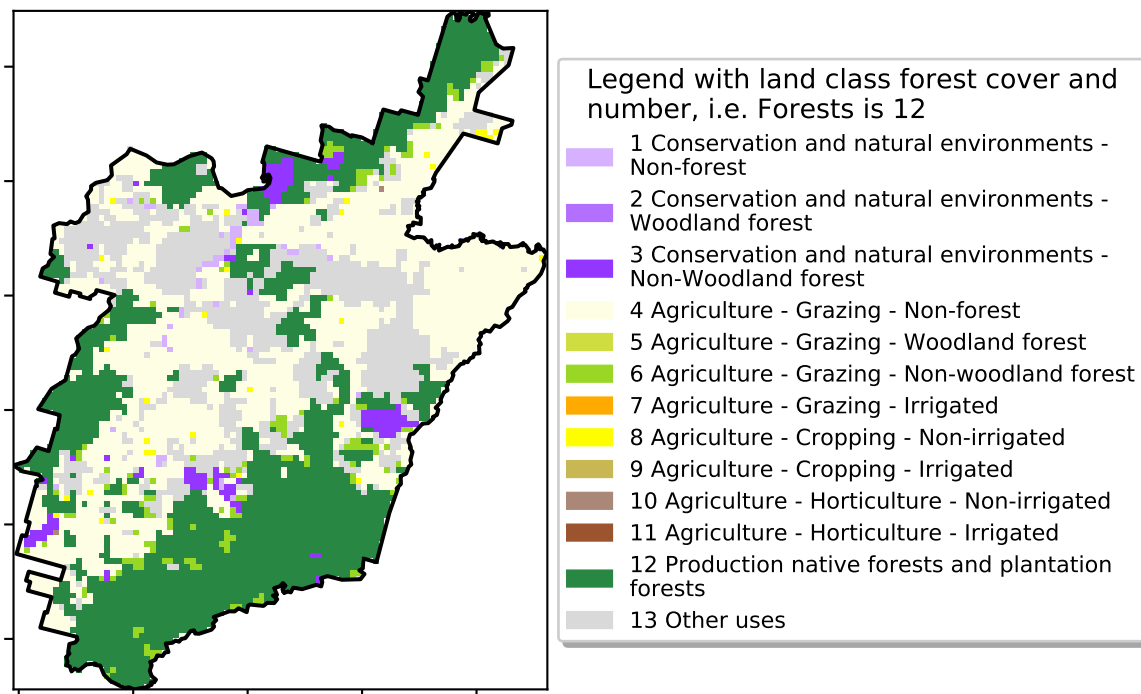 Legend with land class forest cover and
number, i.e. Forests is 12
1 Conservation and natural environments -
Non-forest
2 Conservation and natural environments -
Woodland forest
3 Conservation and natural environments -
Non-Woodland forest
4 Agriculture - Grazing - Non-forest
5 Agriculture - Grazing - Woodland forest
6 Agriculture - Grazing - Non-woodland forest
7 Agriculture - Grazing - Irrigated
8 Agriculture - Cropping - Non-irrigated
9 Agriculture - Cropping - Irrigated
10 Agriculture - Horticulture - Non-irrigated
11 Agriculture - Horticulture - Irrigated
12 Production native forests and plantation
forests
13 Other uses